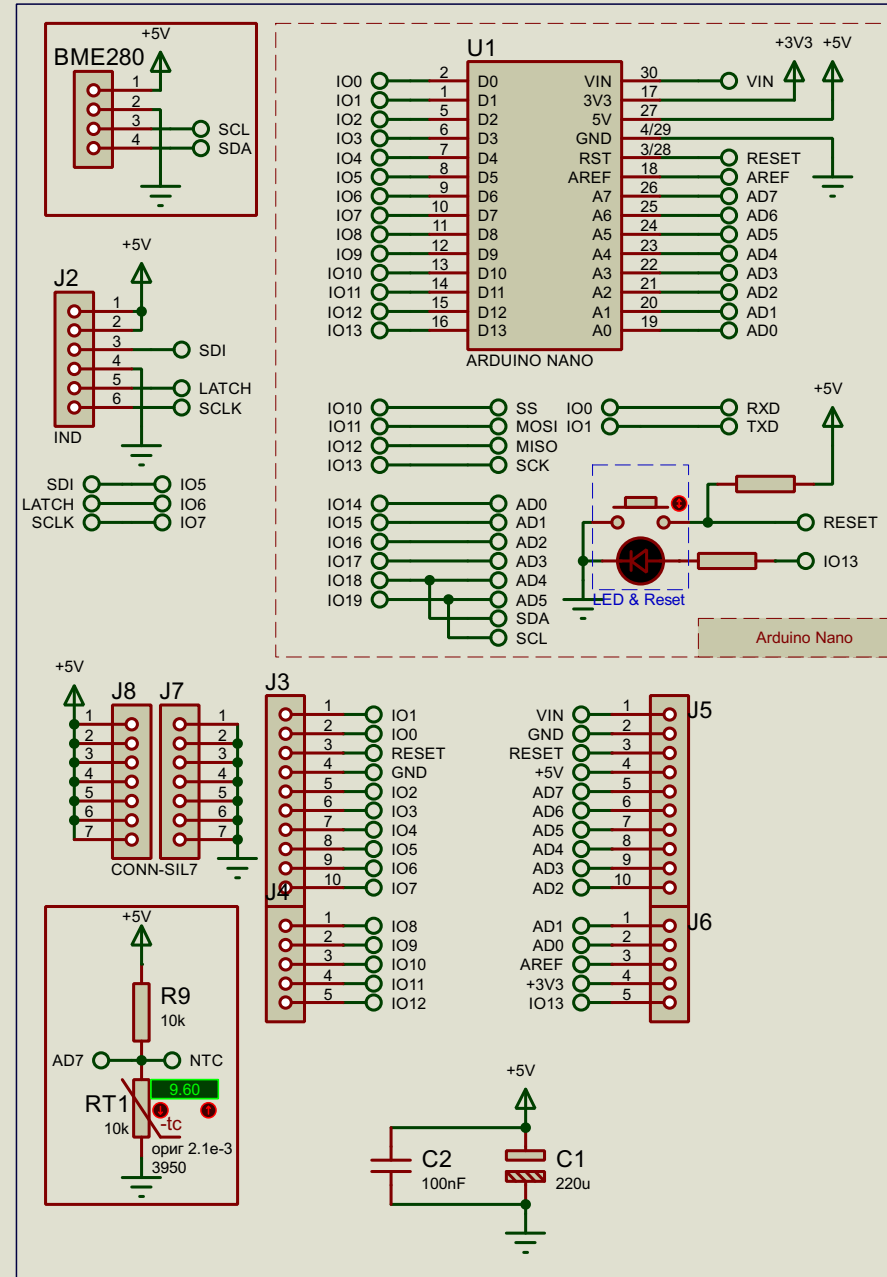 BME280
+5V
1
2
3 SCL
4 SDA
+5V
J2
1
2
3 SDI
4
5 LATCH
6 SCLK
IND
SDI IO5
LATCH IO6
SCLK IO7
U1
+3V3 +5V
IO0 2 D0 VIN 30 VIN
IO1 1 D1 3V3 17
IO2 5 D2 5V 27
IO3 6 D3 GND 4/29
IO4 7 D4 RST 3/28 RESET
IO5 8 D5 AREF 18 AREF
IO6 9 D6 A7 26 AD7
IO7 10 D7 A6 25 AD6
IO8 11 D8 A5 24 AD5
IO9 12 D9 A4 23 AD4
IO10 13 D10 A3 22 AD3
IO11 14 D11 A2 21 AD2
IO12 15 D12 A1 20 AD1
IO13 16 D13 A0 19 AD0
ARDUINO NANO
IO10 SS
IO11 MOSI
IO12 MISO
IO13 SCK
IO0 RXD
IO1 TXD
+5V
RESET
IO13
LED & Reset
IO14 AD0
IO15 AD1
IO16 AD2
IO17 AD3
IO18 AD4
IO19 AD5
SDA
SCL
Arduino Nano
+5V
J8 J7
1 1
2 2
3 3
4 4
5 5
6 6
7 7
CONN-SIL7
J3
1 IO1
2 IO0
3 RESET
4 GND
5 IO2
6 IO3
7 IO4
8 IO5
9 IO6
10 IO7
J4
1 IO8
2 IO9
3 IO10
4 IO11
5 IO12
J5
VIN 1
GND 2
RESET 3
+5V 4
AD7 5
AD6 6
AD5 7
AD4 8
AD3 9
AD2 10
J6
AD1 1
AD0 2
AREF 3
+3V3 4
IO13 5
+5V
R9
10k
AD7 NTC
9.60
RT1
-tc
10k
ориг 2.1e-3
3950
+5V
C2
100nF
C1
220u